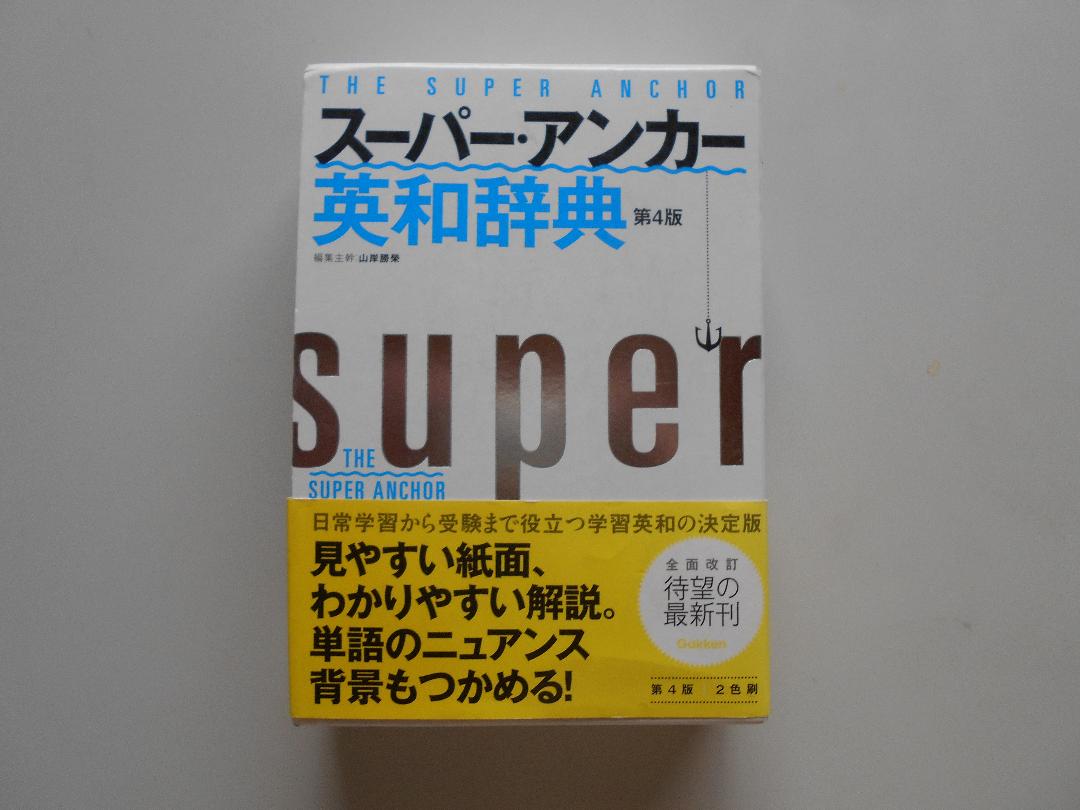 THE SUPER ANCHOR
スーパー・アンカー
英和辞典 第4版
編集主幹 山岸勝榮
super
THE
SUPER ANCHOR
日常学習から受験まで役立つ学習英和の決定版
見やすい紙面、
わかりやすい解説。
単語のニュアンス
背景もつかめる!
全面改訂
待望の
最新刊
Gakken
第4版 2色刷